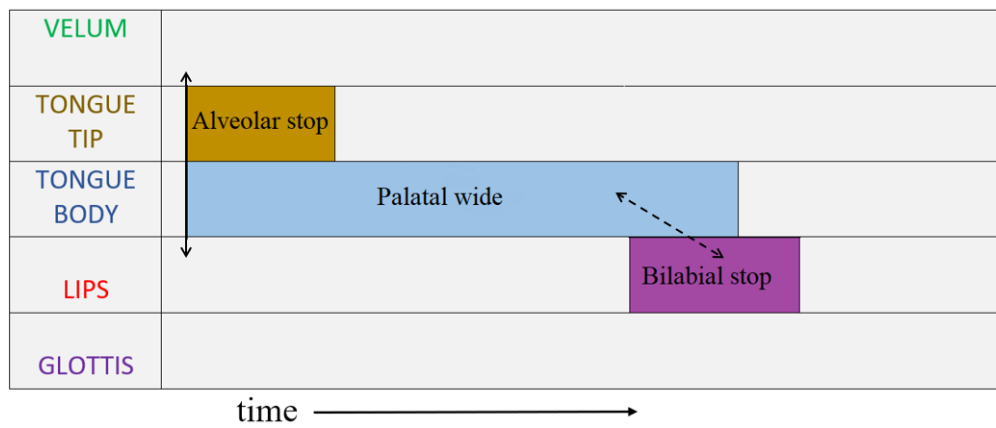 VELUM
TONGUE
TIP
Alveolar stop
TONGUE
BODY
Palatal wide
LIPS
Bilabial stop
GLOTTIS
time